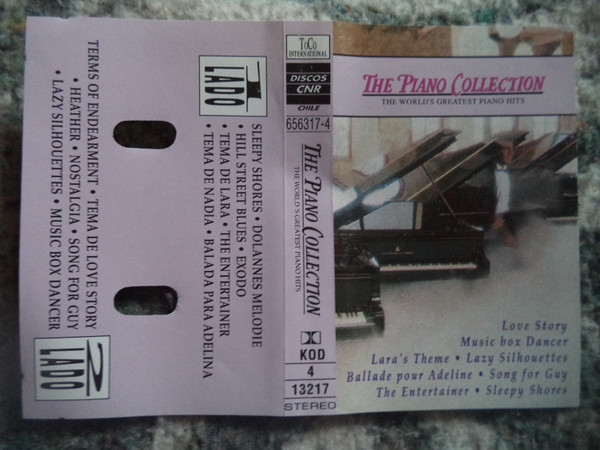 TERMS OF ENDEARMENT • TEMA DE LOVE STORY
• HEATHER • NOSTALGIA • SONG FOR GUY
• LAZY SILHOUETTES • MUSIC BOX DANCER
2
LADO
1
LADO
SLEEPY SHORES • DOLANNES MELODIE
• HILL STREET BLUES • EXODO
• TEMA DE LARA • THE ENTERTAINER
• TEMA DE NADIA • BALADA PARA ADELINA
ToCo
INTERNATIONAL
DISCOS
CNR
CHILE
656317-4
THE PIANO COLLECTION
THE WORLD'S GREATEST PIANO HITS
KOD
4
13217
STEREO
THE PIANO COLLECTION
THE WORLD'S GREATEST PIANO HITS
Love Story
Music box Dancer
Lara's Theme • Lazy Silhouettes
Ballade pour Adeline • Song for Guy
The Entertainer • Sleepy Shores